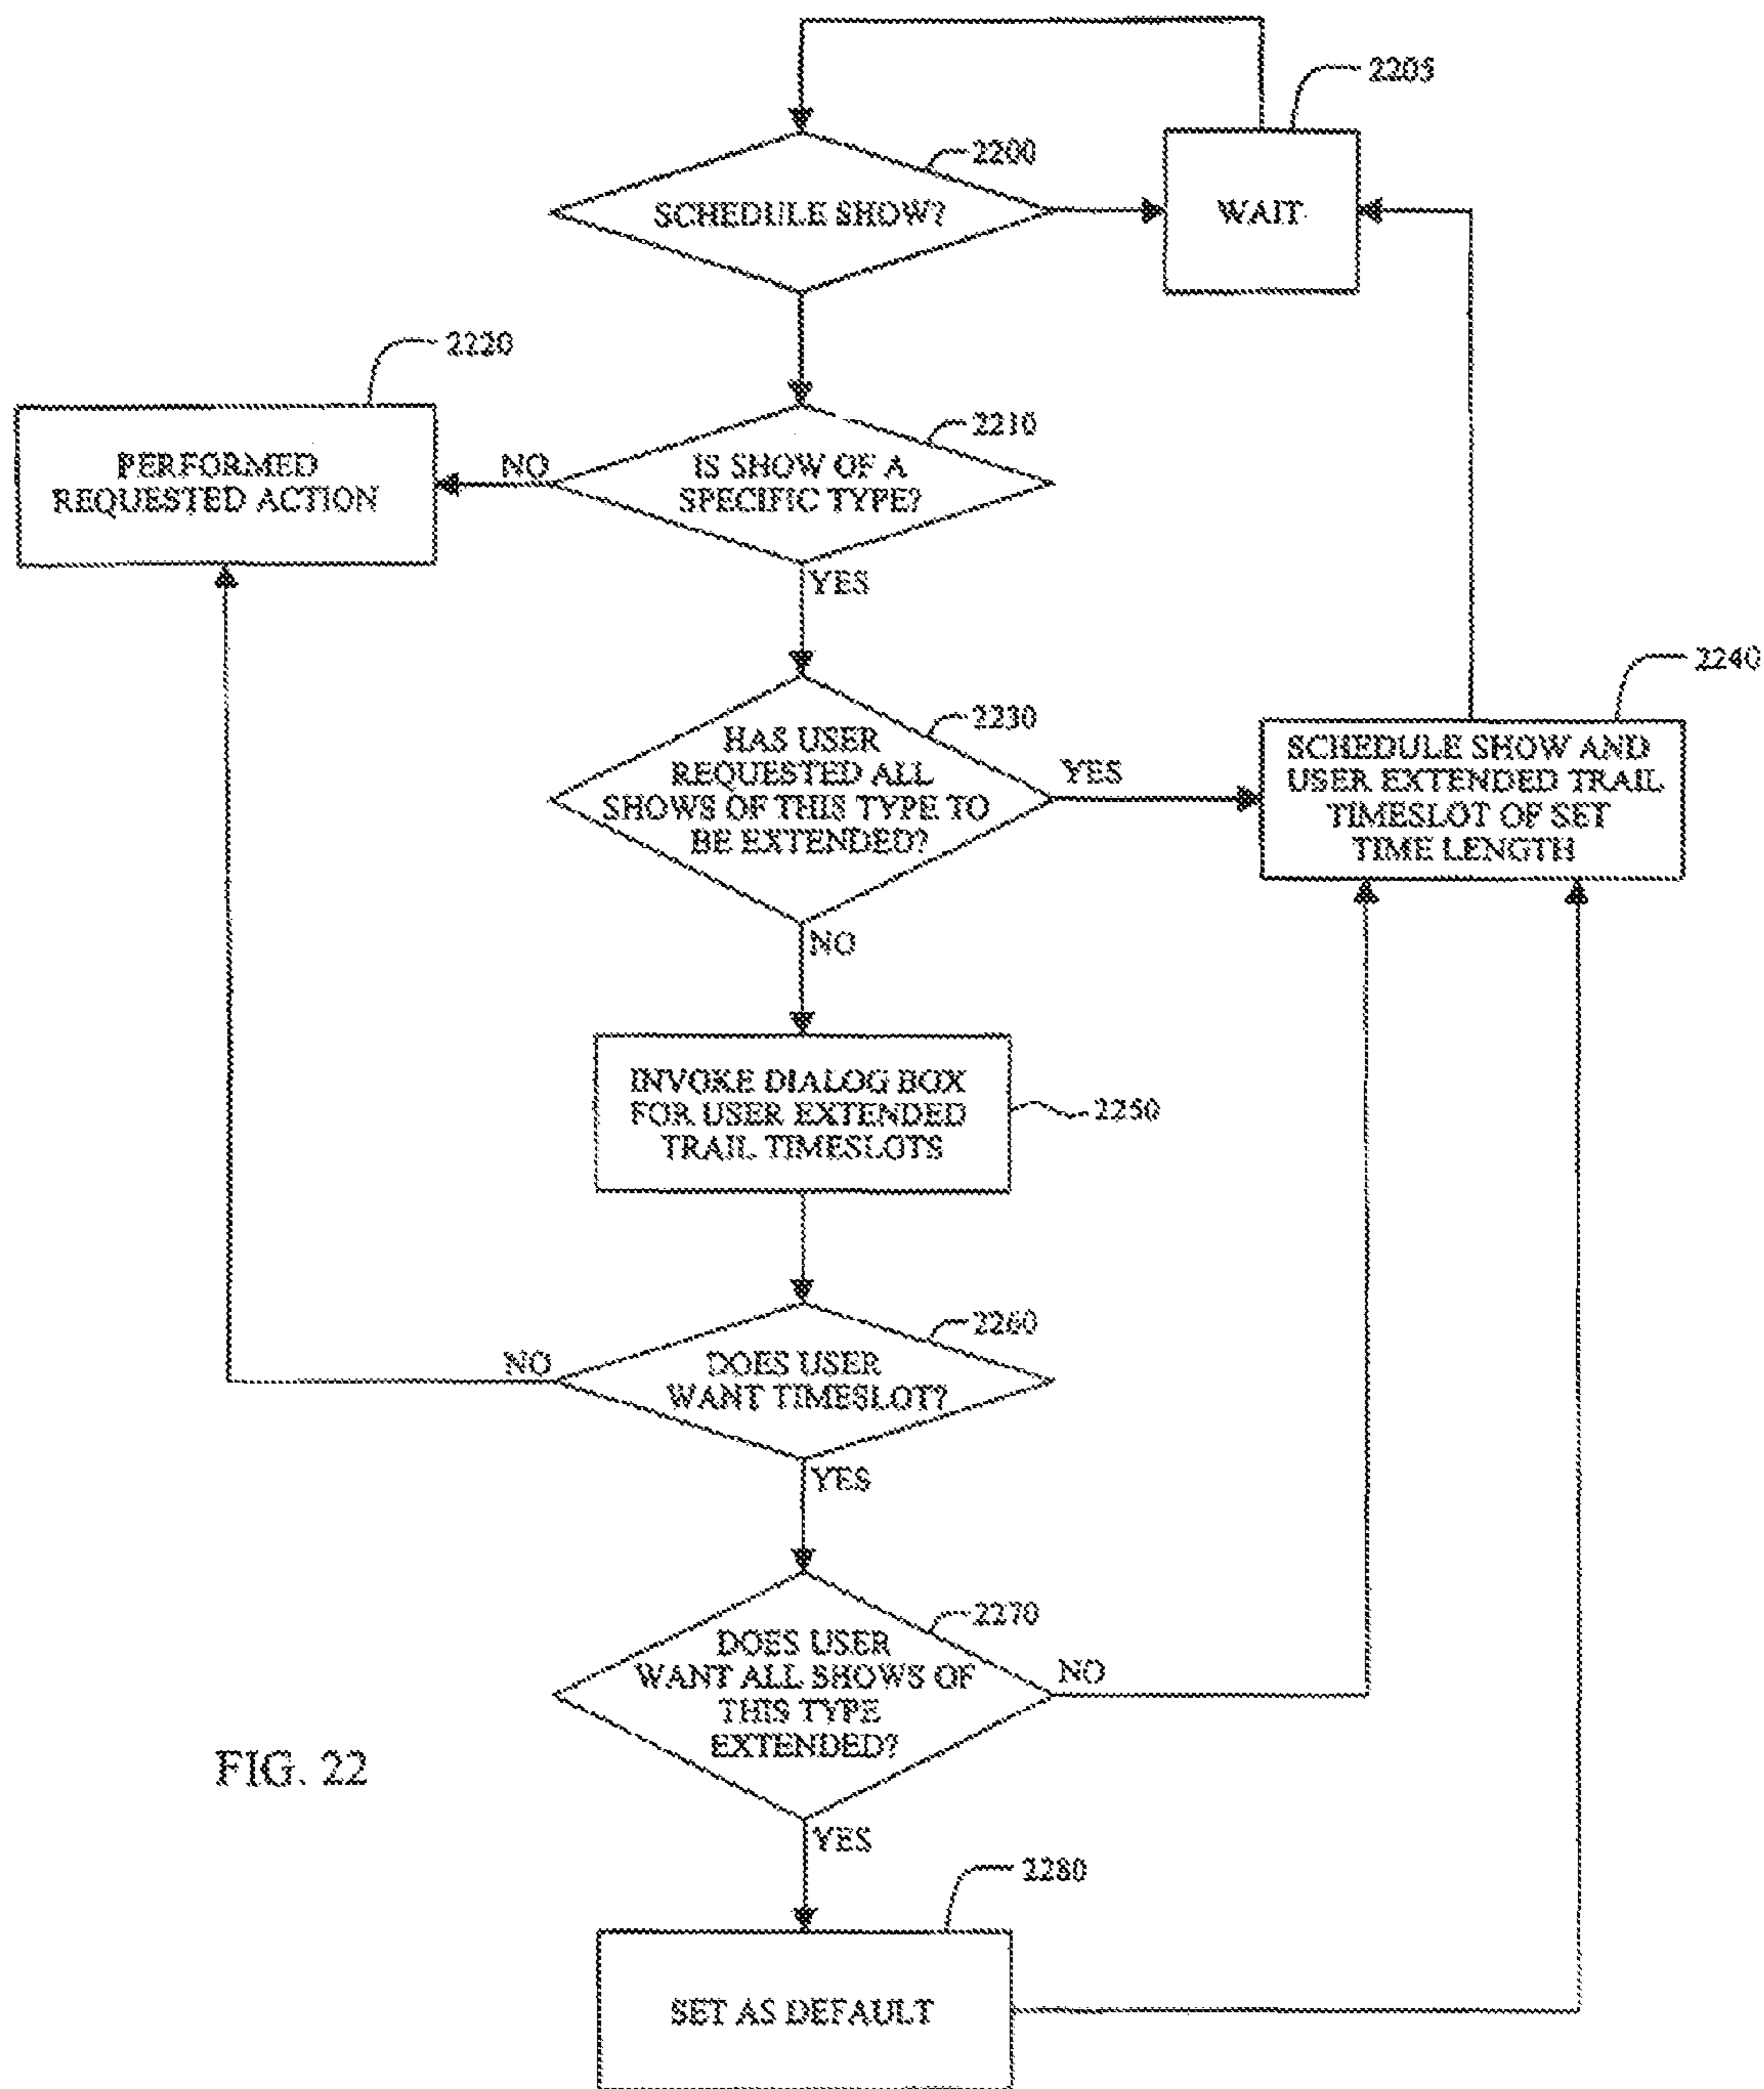 2205
2200
SCHEDULE SHOW?
WAIT
2220
2210
PERFORMED
REQUESTED ACTION
NO
IS SHOW OF A
SPECIFIC TYPE?
YES
2240
2230
HAS USER
REQUESTED ALL
SHOWS OF THIS TYPE TO
BE EXTENDED?
YES
SCHEDULE SHOW AND
USER EXTENDED TRAIL
TIMESLOT OF SET
TIME LENGTH
NO
INVOKE DIALOG BOX
FOR USER EXTENDED
TRAIL TIMESLOTS
2250
2260
NO
DOES USER
WANT TIMESLOT?
YES
2270
DOES USER
WANT ALL SHOWS OF
THIS TYPE
EXTENDED?
NO
FIG. 22
YES
2280
SET AS DEFAULT